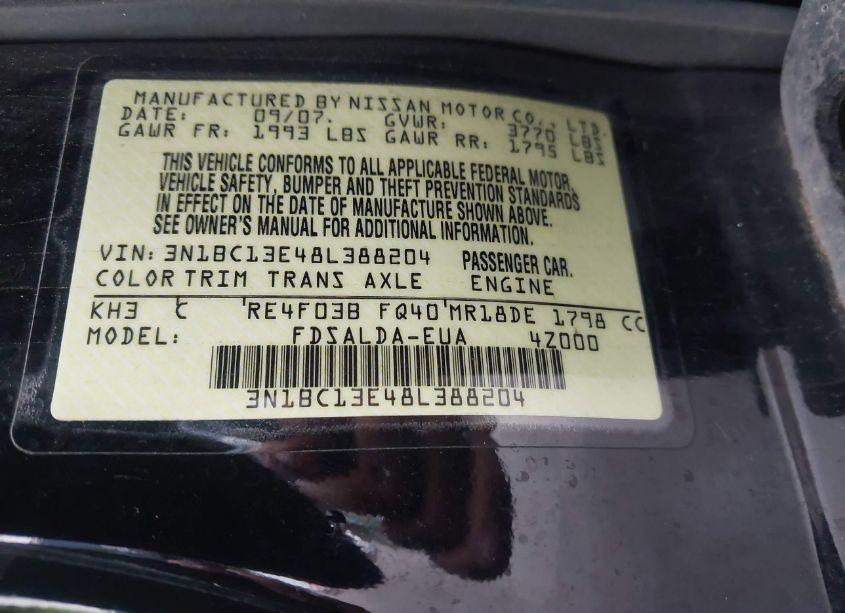 MANUFACTURED BY NISSAN MOTOR CO., LTD.
DATE: 09/07. GVWR: 3770 LBS
GAWR FR: 1993 LBS GAWR RR: 1795 LBS
THIS VEHICLE CONFORMS TO ALL APPLICABLE FEDERAL MOTOR
VEHICLE SAFETY, BUMPER AND THEFT PREVENTION STANDARDS
IN EFFECT ON THE DATE OF MANUFACTURE SHOWN ABOVE.
SEE OWNER'S MANUAL FOR ADDITIONAL INFORMATION.
VIN: 3N1BC13E48L388204 PASSENGER CAR.
COLOR TRIM TRANS AXLE ENGINE
KH3 C RE4F03B FQ40 MR18DE 1798 CC
MODEL: FDSALDA-EUA 4Z000
3N1BC13E48L388204